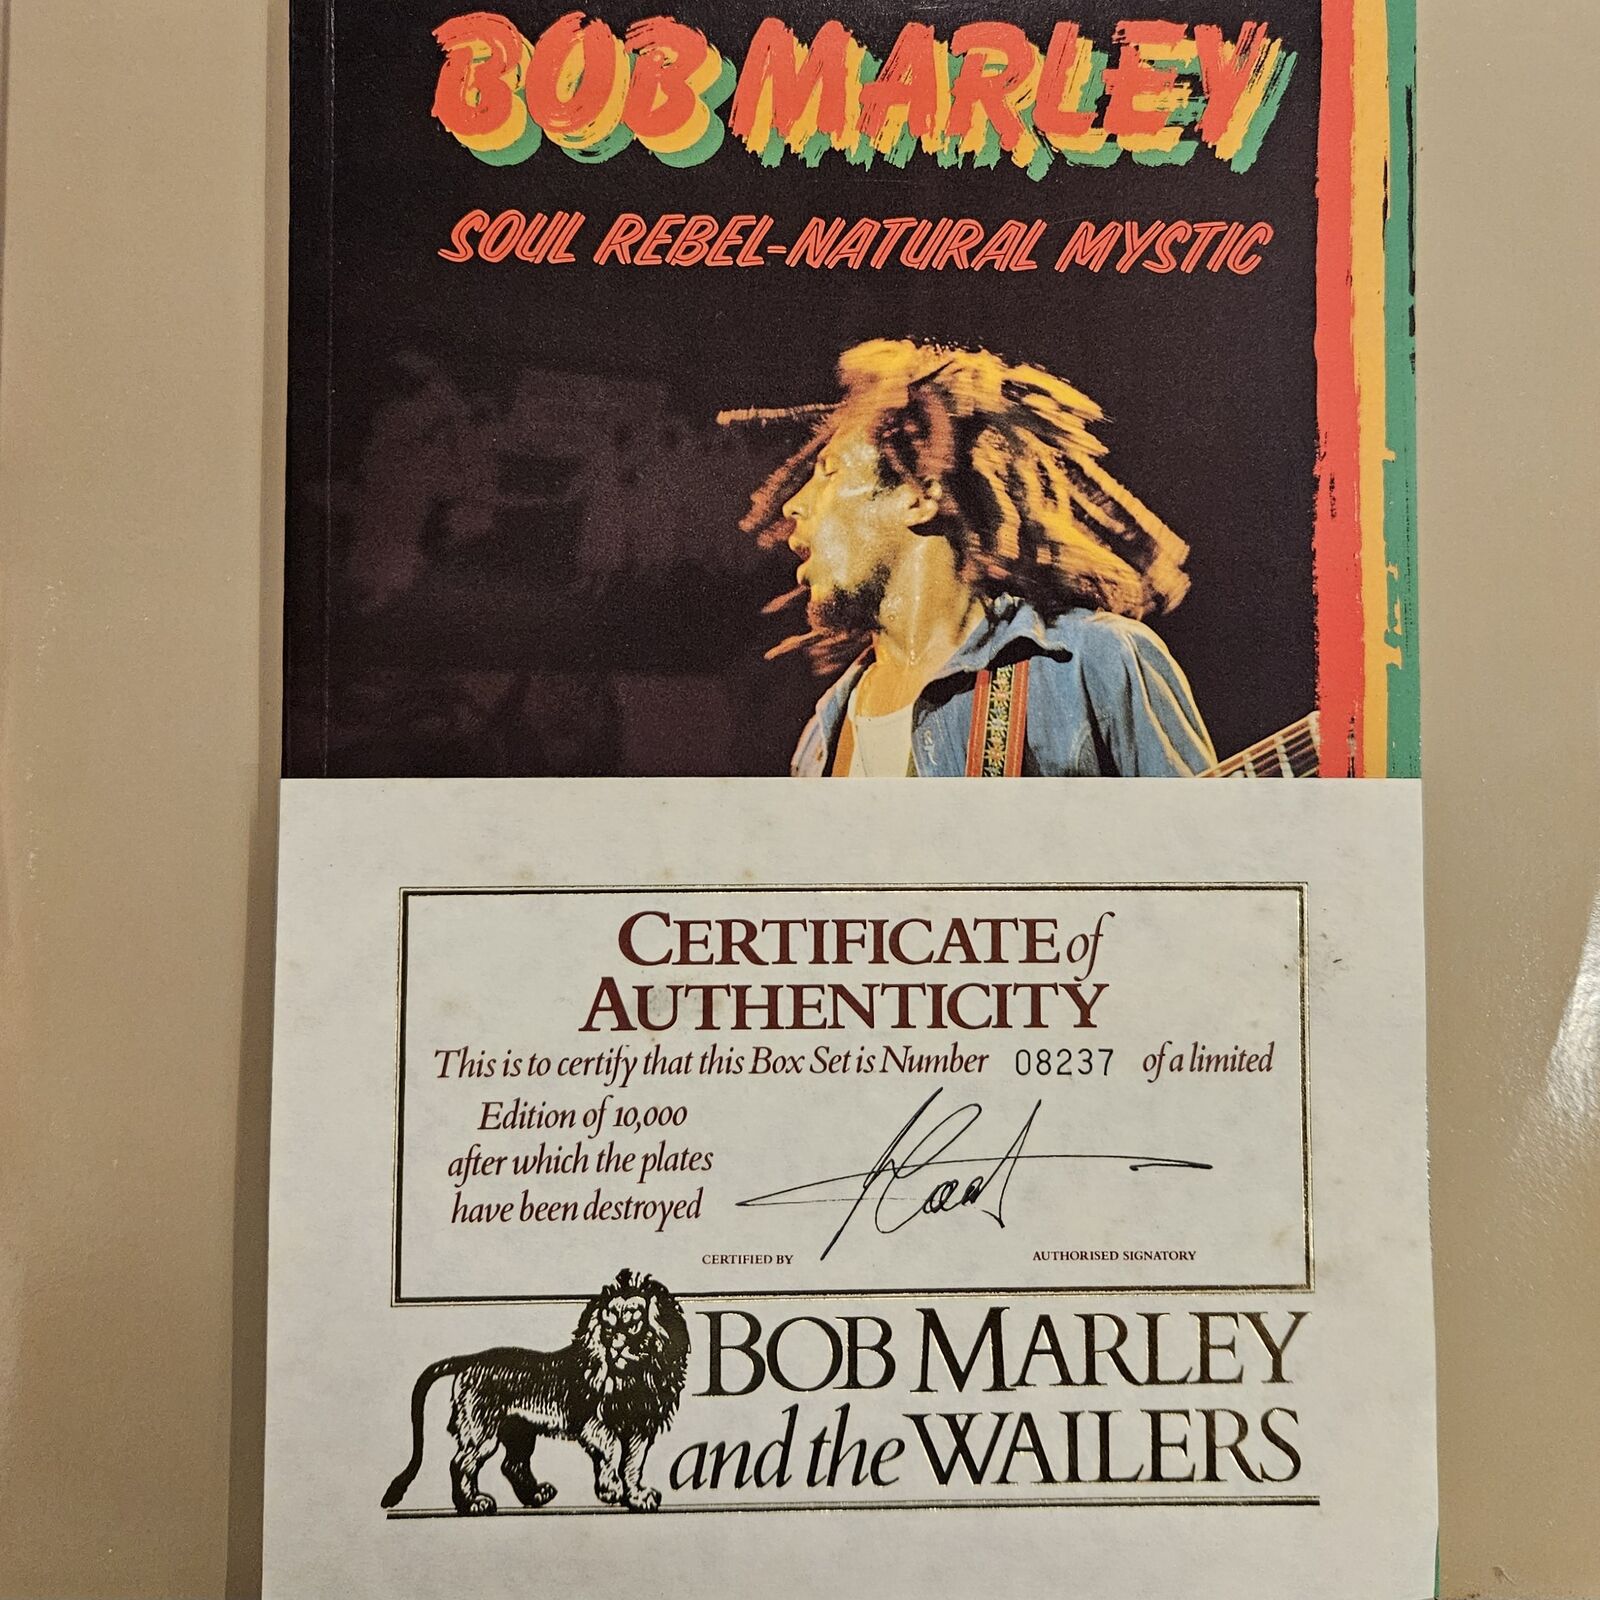 BOB MARLEY
SOUL REBEL-NATURAL MYSTIC
CERTIFICATE of
AUTHENTICITY
This is to certify that this Box Set is Number 08237 of a limited
Edition of 10,000
after which the plates
have been destroyed
CERTIFIED BY
AUTHORISED SIGNATORY
BOB MARLEY
and the WAILERS